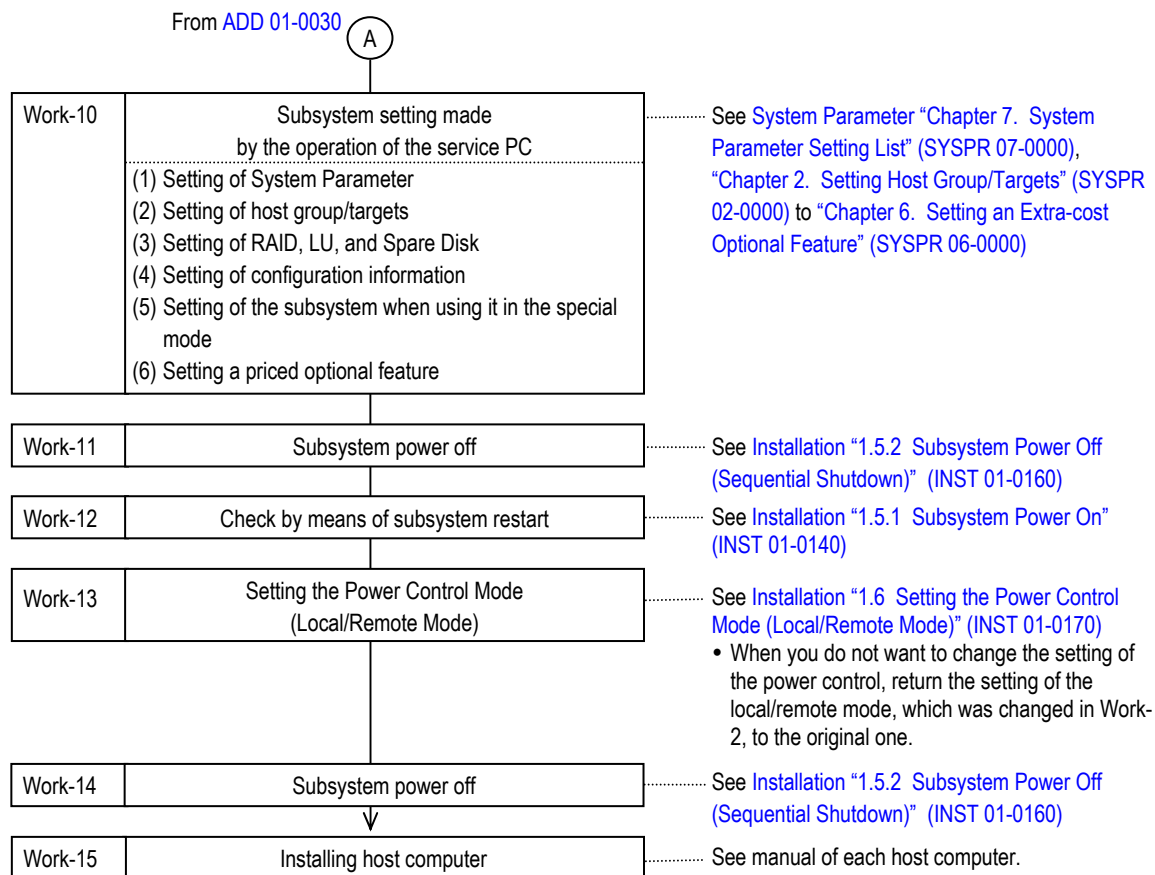 From ADD 01-0030
A
Work-10
Subsystem setting made
by the operation of the service PC
(1) Setting of System Parameter
(2) Setting of host group/targets
(3) Setting of RAID, LU, and Spare Disk
(4) Setting of configuration information
(5) Setting of the subsystem when using it in the special
mode
(6) Setting a priced optional feature
See System Parameter “Chapter 7. System
Parameter Setting List” (SYSPR 07-0000),
“Chapter 2. Setting Host Group/Targets” (SYSPR
02-0000) to “Chapter 6. Setting an Extra-cost
Optional Feature” (SYSPR 06-0000)
Work-11
Subsystem power off
See Installation “1.5.2 Subsystem Power Off
(Sequential Shutdown)” (INST 01-0160)
Work-12
Check by means of subsystem restart
See Installation “1.5.1 Subsystem Power On”
(INST 01-0140)
Work-13
Setting the Power Control Mode
(Local/Remote Mode)
See Installation “1.6 Setting the Power Control
Mode (Local/Remote Mode)” (INST 01-0170)
• When you do not want to change the setting of
the power control, return the setting of the
local/remote mode, which was changed in Work-
2, to the original one.
Work-14
Subsystem power off
See Installation “1.5.2 Subsystem Power Off
(Sequential Shutdown)” (INST 01-0160)
Work-15
Installing host computer
See manual of each host computer.